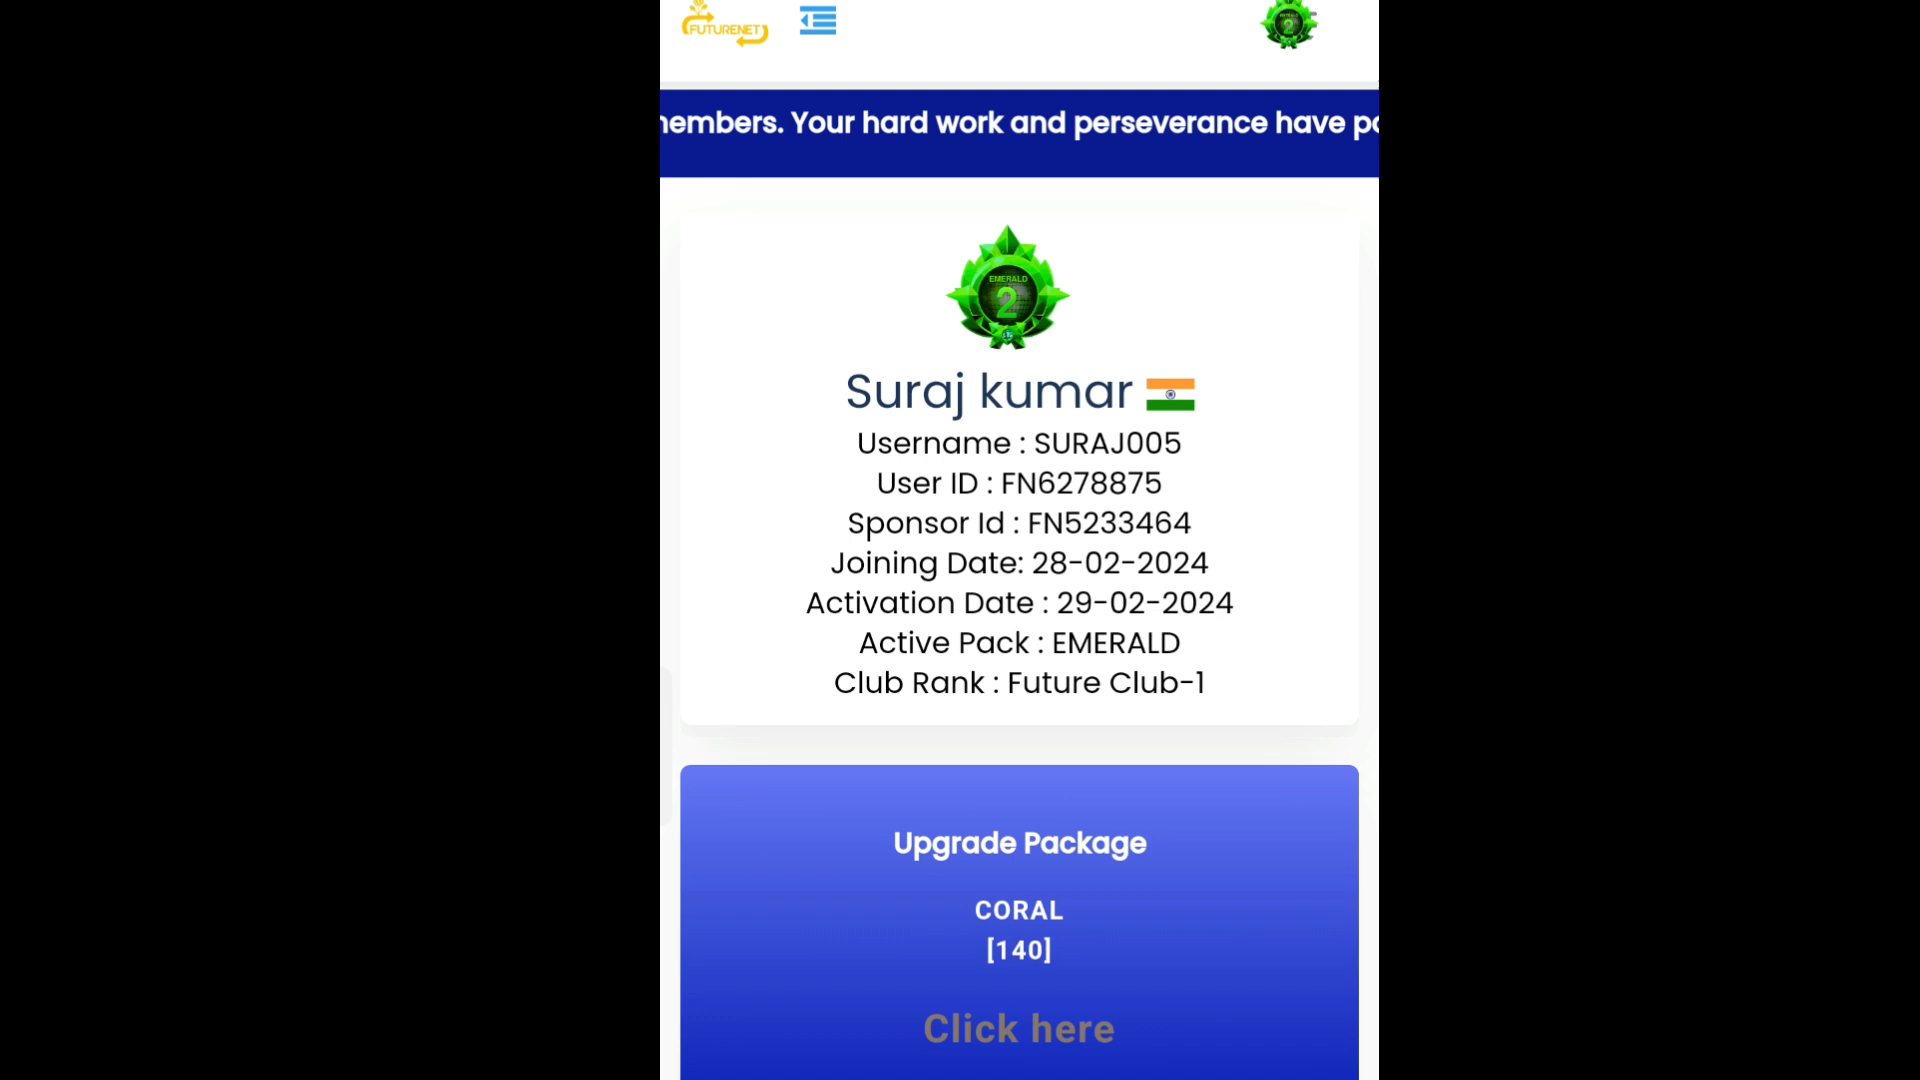 FUTURENET
members. Your hard work and perseverance have
EMERALD
2
Suraj kumar
Username : SURAJ005
User ID : FN6278875
Sponsor Id : FN5233464
Joining Date: 28-02-2024
Activation Date : 29-02-2024
Active Pack : EMERALD
Club Rank : Future Club-1
Upgrade Package
CORAL
[140]
Click here